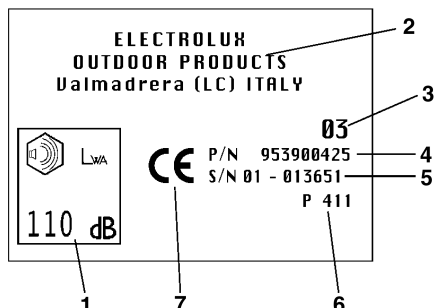 ELECTROLUX
OUTDOOR PRODUCTS
Valmadrera (LC) ITALY
2
03
3
LWA
CE
P/N 953900425
4
S/N 01 - 013651
5
P 411
110 dB
1
7
6